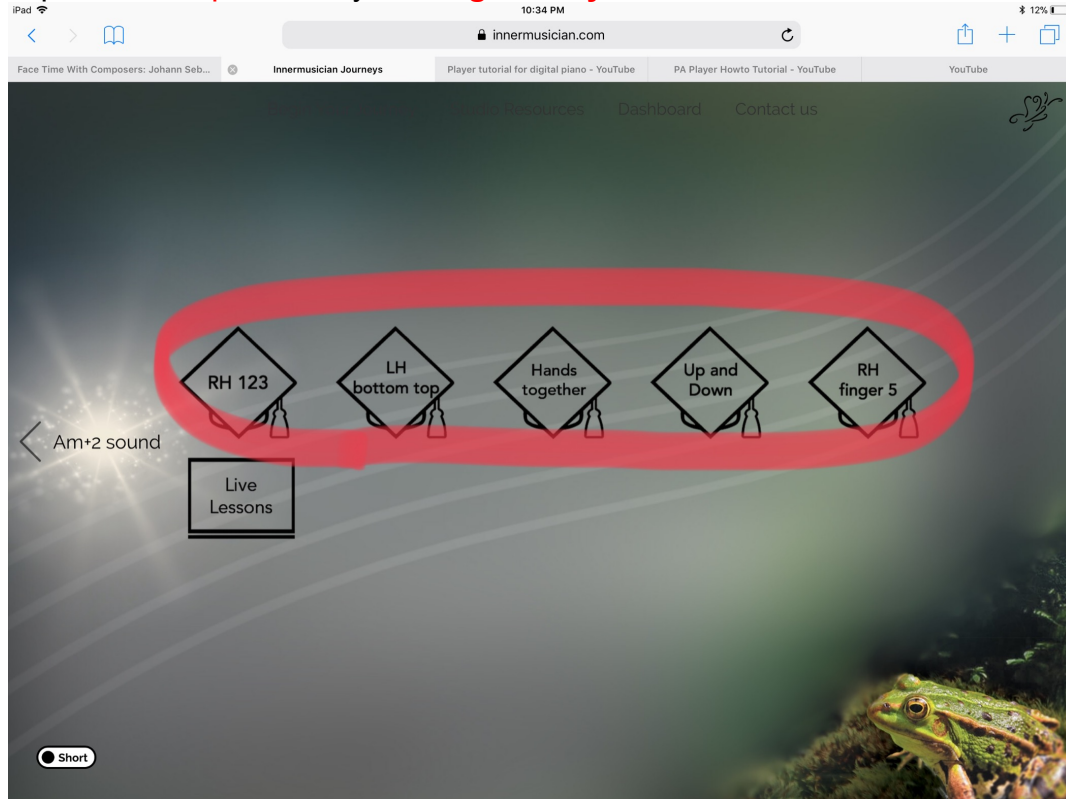 iPad
10:34 PM
12%
innermusician.com
Face Time With Composers: Johann Seb...
Innermusician Journeys
Player tutorial for digital piano - YouTube
PA Player Howto Tutorial - YouTube
YouTube
Resources Dashboard Contact us
RH 123
LH
bottom top
Hands
together
Up and
Down
RH
finger 5
Am+2 sound
Live
Lessons
Short